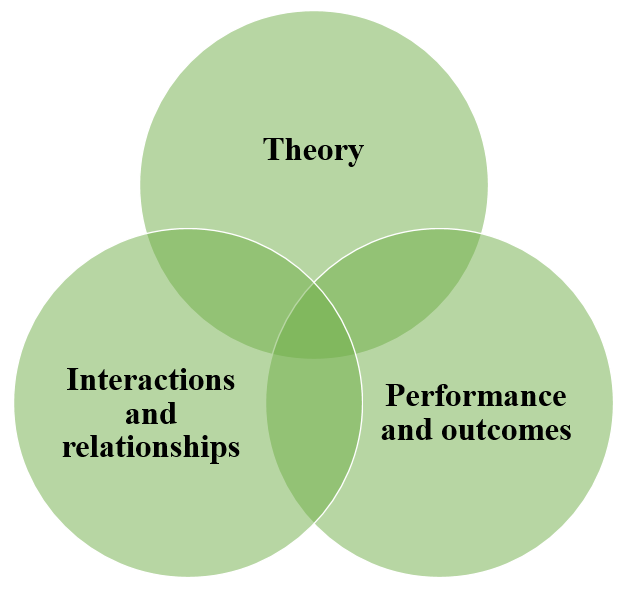 Theory
Interactions
and
relationships
Performance
and outcomes